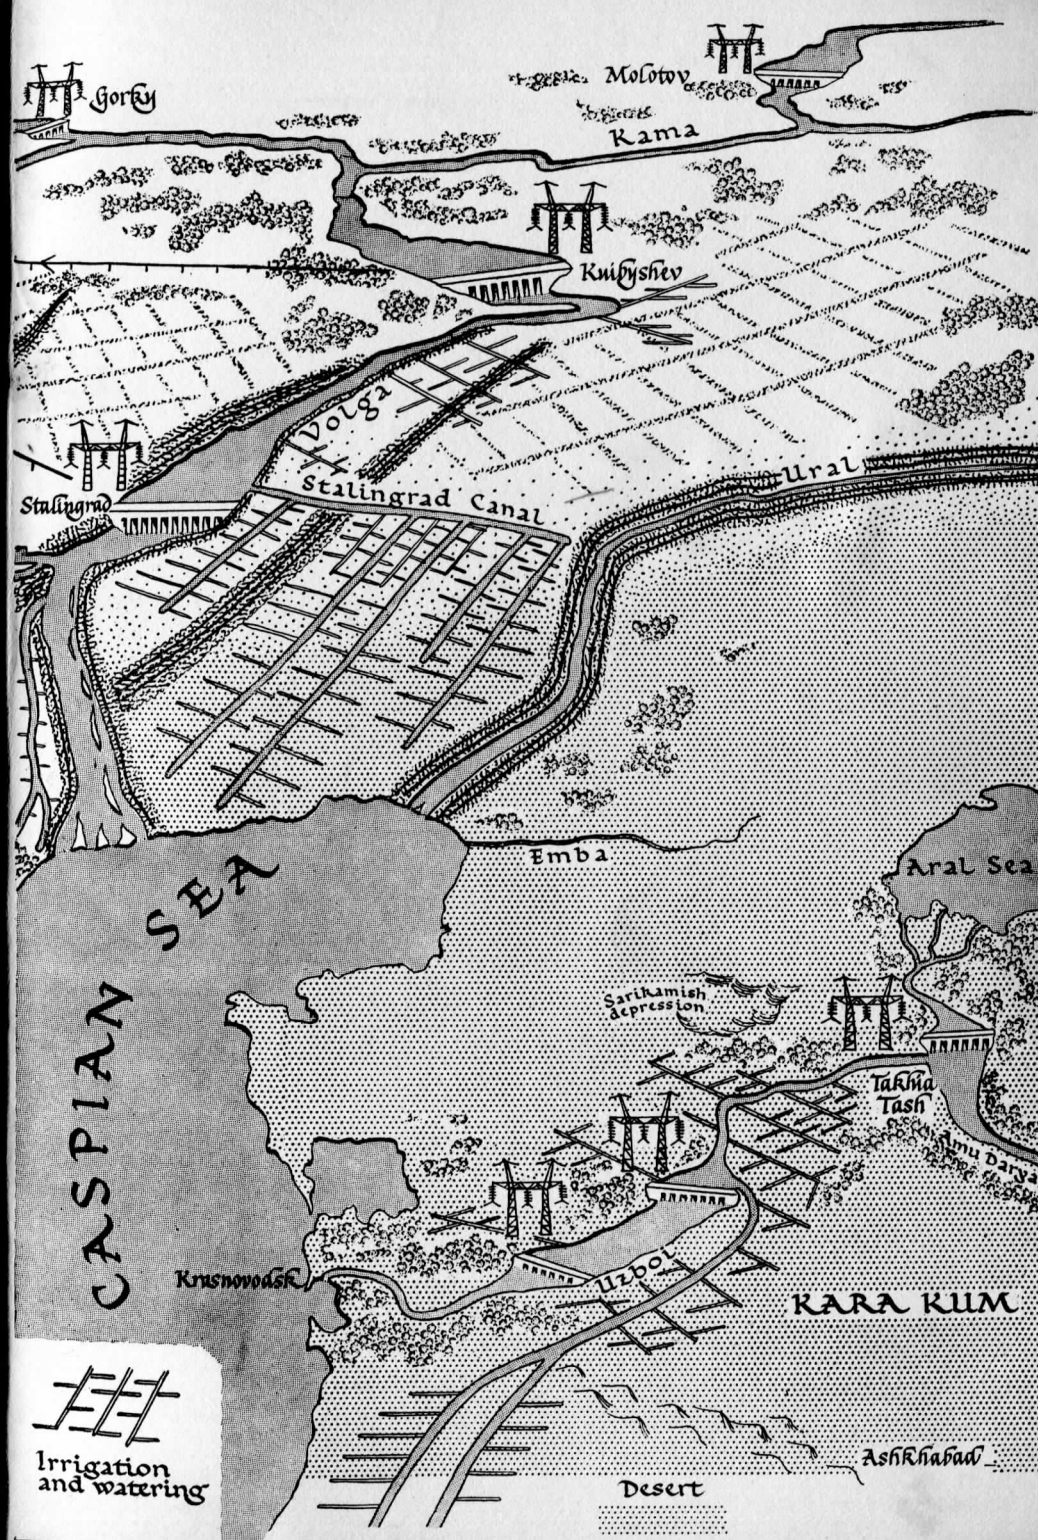 Gorky
Molotov
Kama
Kuibyshev
Volga
Ural
Stalingrad
Stalingrad Canal
Emba
CASPIAN SEA
Aral Sea
Sarikamish
depression
Takhia
Tash
Amu Darya
Uzboi
Krasnovodsk
KARA KUM
Irrigation
and watering
Ashkhabad
Desert